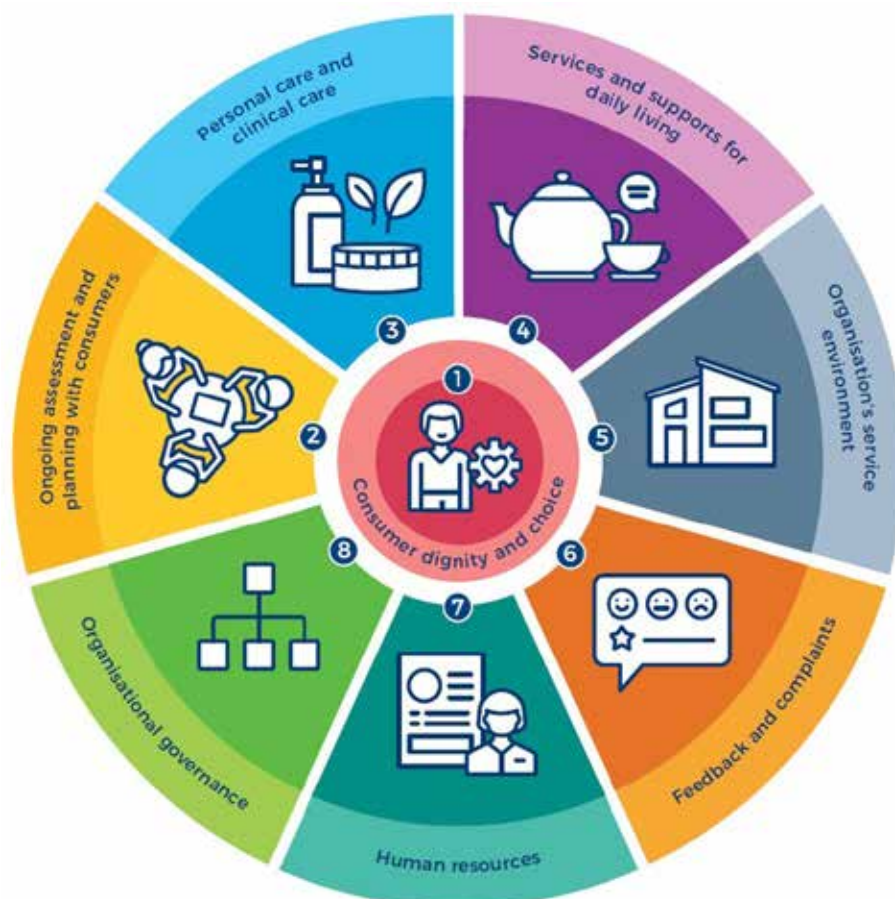 1
Consumer dignity and choice
2
Ongoing assessment and
planning with consumers
3
Personal care and
clinical care
4
Services and supports for
daily living
5
Organisation's service
environment
6
Feedback and complaints
7
Human resources
8
Organisational governance